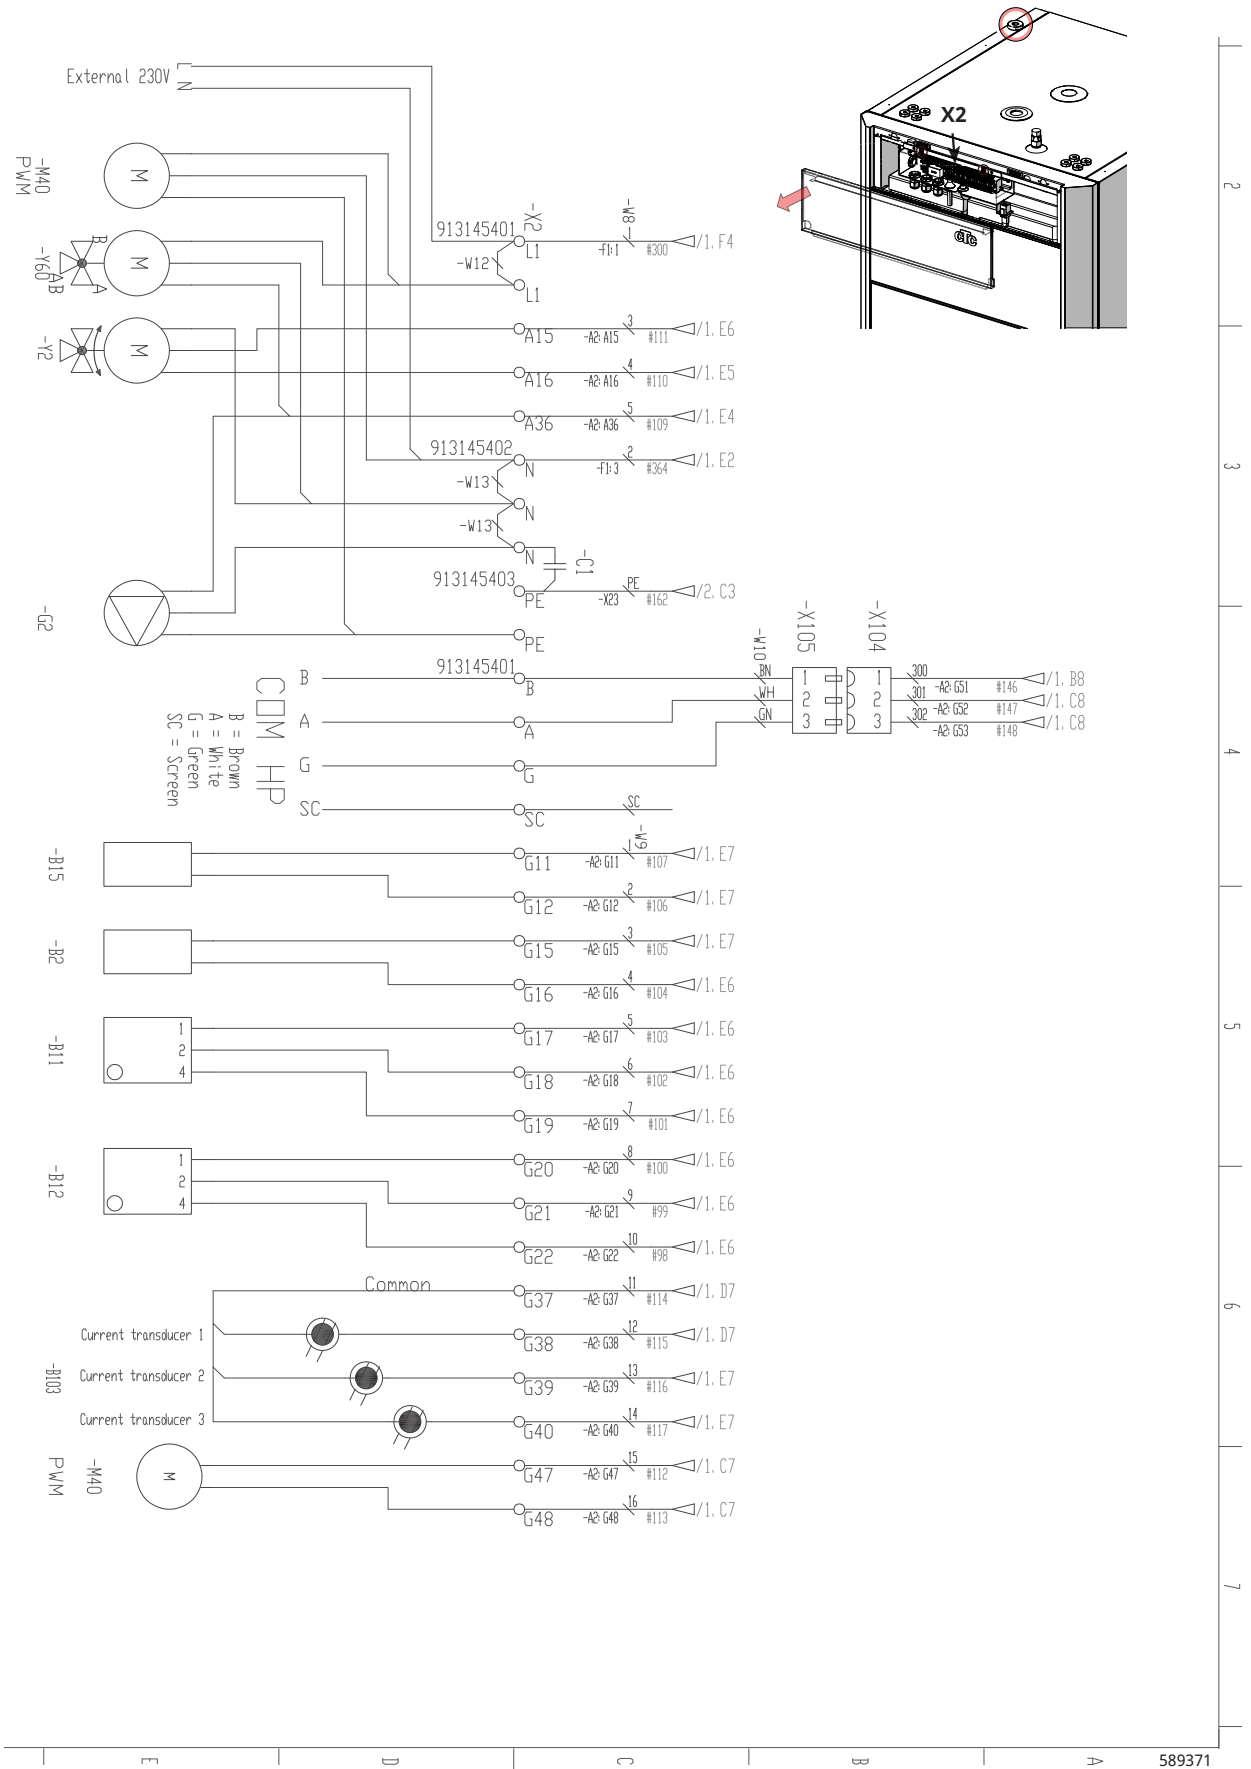 External 230V
L
N
X2
2
-M40
PWM
M
-X2
-W8
913145401
1
L1
-F1:1
#300
/1. F4
cTc
-Y60
A
B
B
A
M
-W12
L1
3
A15
-A2: A15
#111
/1. E6
-Y2
M
4
A16
-A2: A16
#110
/1. E5
5
A36
-A2: A36
#109
/1. E4
913145402
2
N
-F1: 3
#364
/1. E2
3
-W13
N
-W13
N
-C1
913145403
PE
PE
-X23
#162
/2. C3
-G2
PE
-X105
-X104
-W10
913145401
B
B
BN
1
1
300
-A2: G51
#146
/1. B8
A
A
WH
2
2
301
-A2: G52
#147
/1. C8
GN
3
3
302
-A2: G53
#148
/1. C8
G
G
SC
SC
SC
COM HP
B = Brown
A = White
G = Green
SC = Screen
4
-W9
-B15
1
G11
-A2: G11
#107
/1. E7
2
G12
-A2: G12
#106
/1. E7
-B2
3
G15
-A2: G15
#105
/1. E7
4
G16
-A2: G16
#104
/1. E6
-B11
1
2
4
5
G17
-A2: G17
#103
/1. E6
5
6
G18
-A2: G18
#102
/1. E6
7
G19
-A2: G19
#101
/1. E6
-B12
1
2
4
8
G20
-A2: G20
#100
/1. E6
9
G21
-A2: G21
#99
/1. E6
10
G22
-A2: G22
#98
/1. E6
Common
11
G37
-A2: G37
#114
/1. D7
6
Current transducer 1
12
G38
-A2: G38
#115
/1. D7
-B103
Current transducer 2
13
G39
-A2: G39
#116
/1. E7
Current transducer 3
14
G40
-A2: G40
#117
/1. E7
-M40
PWM
M
15
G47
-A2: G47
#112
/1. C7
16
G48
-A2: G48
#113
/1. C7
7
E
D
C
B
A
589371